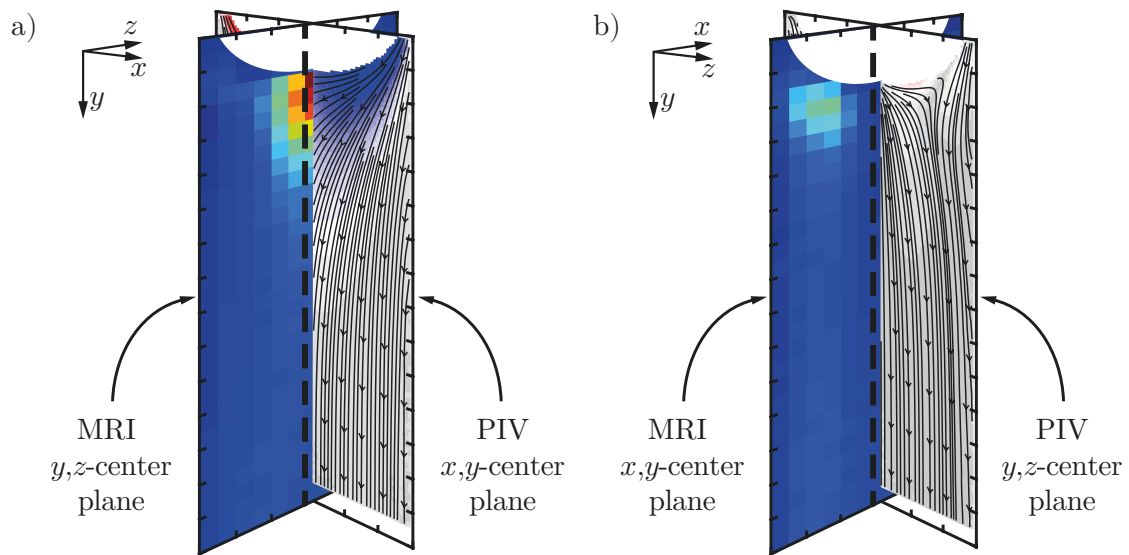 a)
z
x
y
MRI
y,z-center
plane
PIV
x,y-center
plane
b)
x
z
y
MRI
x,y-center
plane
PIV
y,z-center
plane